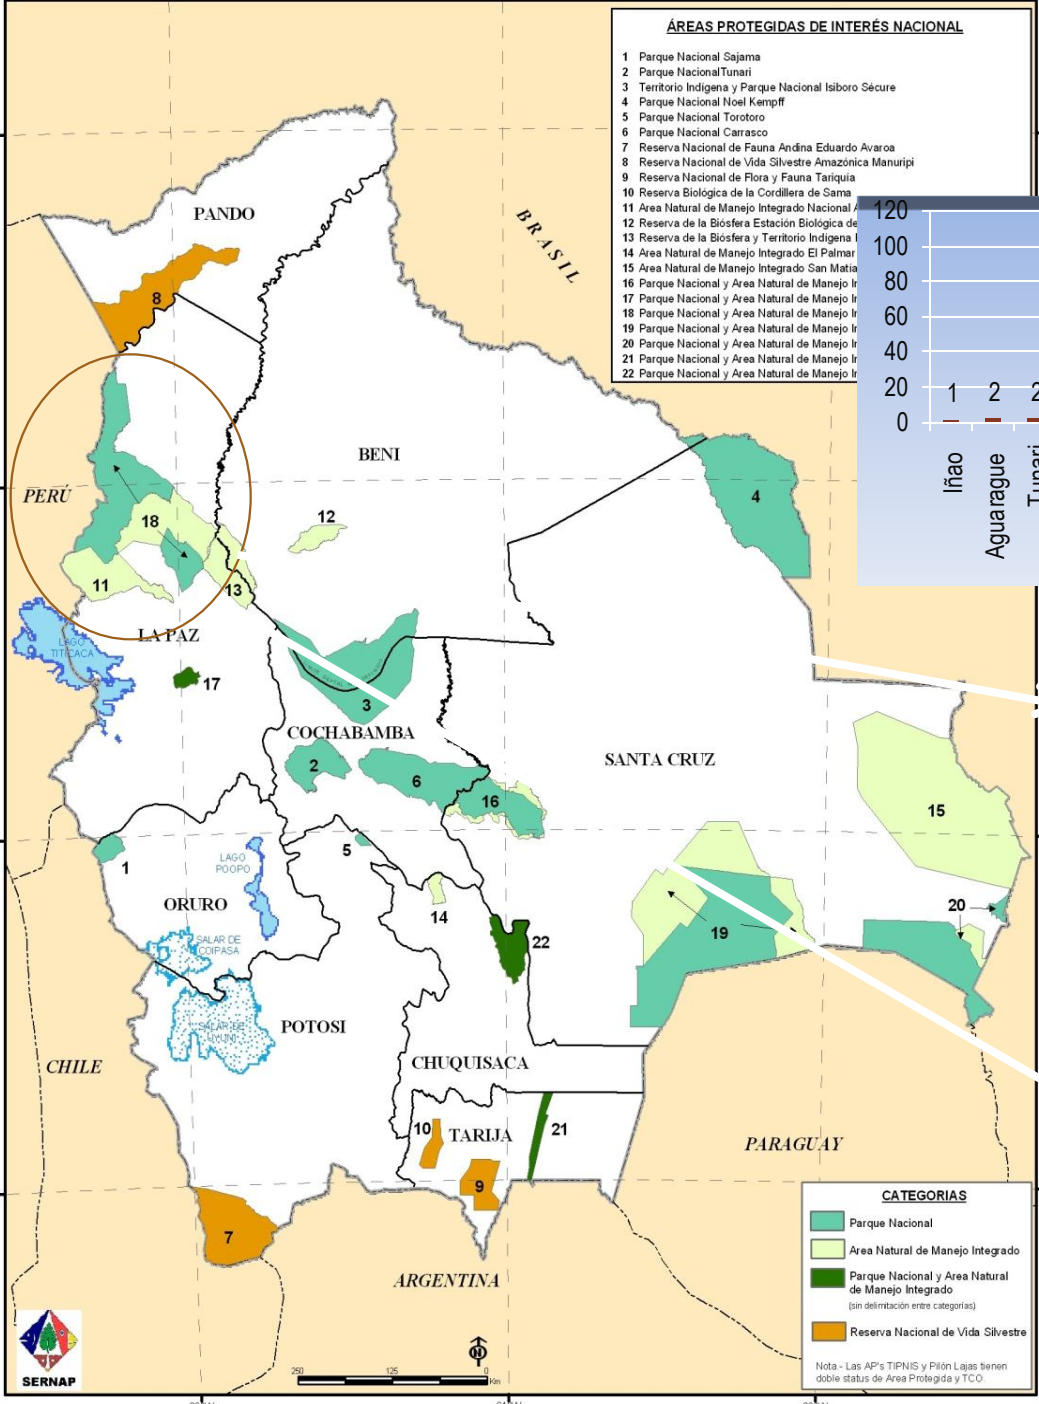 ÁREAS PROTEGIDAS DE INTERÉS NACIONAL
1 Parque Nacional Sajama
2 Parque NacionalTunari
3 Territorio Indígena y Parque Nacional Isiboro Sécure
4 Parque Nacional Noel Kempff
5 Parque Nacional Torotoro
6 Parque Nacional Carrasco
7 Reserva Nacional de Fauna Andina Eduardo Avaroa
8 Reserva Nacional de Vida Silvestre Amazónica Manuripi
9 Reserva Nacional de Flora y Fauna Tariquia
10 Reserva Biológica de la Cordillera de Sama
11 Area Natural de Manejo Integrado Nacional
12 Reserva de la Biósfera Estación Biológica de
13 Reserva de la Biósfera y Territorio Indígena
14 Area Natural de Manejo Integrado El Palmar
15 Area Natural de Manejo Integrado San Matia
16 Parque Nacional y Area Natural de Manejo
17 Parque Nacional y Area Natural de Manejo
18 Parque Nacional y Area Natural de Manejo
19 Parque Nacional y Area Natural de Manejo
20 Parque Nacional y Area Natural de Manejo
21 Parque Nacional y Area Natural de Manejo
22 Parque Nacional y Area Natural de Manejo
120
100
80
60
40
20
0
1 2 2
Iñao
Aguarague
Tunari
BRASIL
PANDO
8
BENI
PERÚ
4
18
12
11
13
LA PAZ
LAGO
TITICACA
17
3
COCHABAMBA
2
6
16
SANTA CRUZ
15
1
5
LAGO
POOPO
ORURO
14
20
19
22
SALAR DE
COIPASA
SALAR DE
UYUNI
POTOSI
CHILE
CHUQUISACA
10
TARIJA
21
PARAGUAY
9
7
ARGENTINA
CATEGORIAS
Parque Nacional
Area Natural de Manejo Integrado
Parque Nacional y Area Natural
de Manejo Integrado
(sin delimitación entre categorías)
Reserva Nacional de Vida Silvestre
Nota.- Las AP's TIPNIS y Pilón Lajas tienen
doble status de Area Protegida y TCO.
SERNAP
N
250 125 0
Km